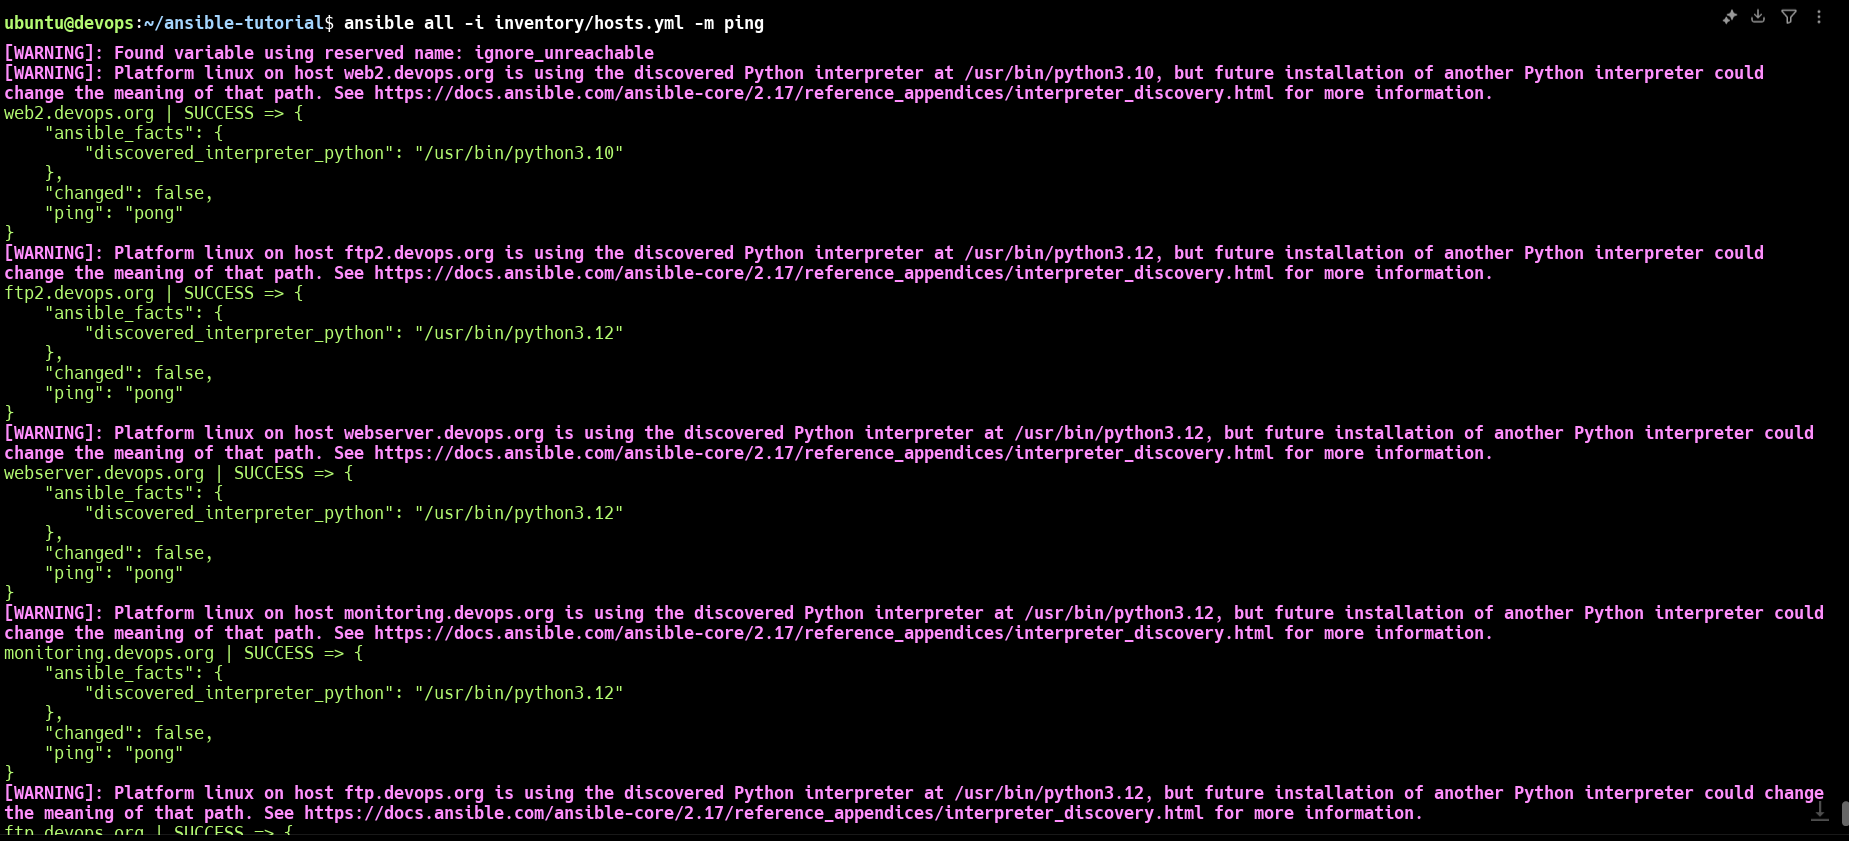 ubuntu@devops:~/ansible-tutorial$ ansible all -i inventory/hosts.yml -m ping
[WARNING]: Found variable using reserved name: ignore_unreachable
[WARNING]: Platform linux on host web2.devops.org is using the discovered Python interpreter at /usr/bin/python3.10, but future installation of another Python interpreter could
change the meaning of that path. See https://docs.ansible.com/ansible-core/2.17/reference_appendices/interpreter_discovery.html for more information.
web2.devops.org | SUCCESS => {
    "ansible_facts": {
        "discovered_interpreter_python": "/usr/bin/python3.10"
    },
    "changed": false,
    "ping": "pong"
}
[WARNING]: Platform linux on host ftp2.devops.org is using the discovered Python interpreter at /usr/bin/python3.12, but future installation of another Python interpreter could
change the meaning of that path. See https://docs.ansible.com/ansible-core/2.17/reference_appendices/interpreter_discovery.html for more information.
ftp2.devops.org | SUCCESS => {
    "ansible_facts": {
        "discovered_interpreter_python": "/usr/bin/python3.12"
    },
    "changed": false,
    "ping": "pong"
}
[WARNING]: Platform linux on host webserver.devops.org is using the discovered Python interpreter at /usr/bin/python3.12, but future installation of another Python interpreter could
change the meaning of that path. See https://docs.ansible.com/ansible-core/2.17/reference_appendices/interpreter_discovery.html for more information.
webserver.devops.org | SUCCESS => {
    "ansible_facts": {
        "discovered_interpreter_python": "/usr/bin/python3.12"
    },
    "changed": false,
    "ping": "pong"
}
[WARNING]: Platform linux on host monitoring.devops.org is using the discovered Python interpreter at /usr/bin/python3.12, but future installation of another Python interpreter could
change the meaning of that path. See https://docs.ansible.com/ansible-core/2.17/reference_appendices/interpreter_discovery.html for more information.
monitoring.devops.org | SUCCESS => {
    "ansible_facts": {
        "discovered_interpreter_python": "/usr/bin/python3.12"
    },
    "changed": false,
    "ping": "pong"
}
[WARNING]: Platform linux on host ftp.devops.org is using the discovered Python interpreter at /usr/bin/python3.12, but future installation of another Python interpreter could change
the meaning of that path. See https://docs.ansible.com/ansible-core/2.17/reference_appendices/interpreter_discovery.html for more information.
ftp.devops.org | SUCCESS => {